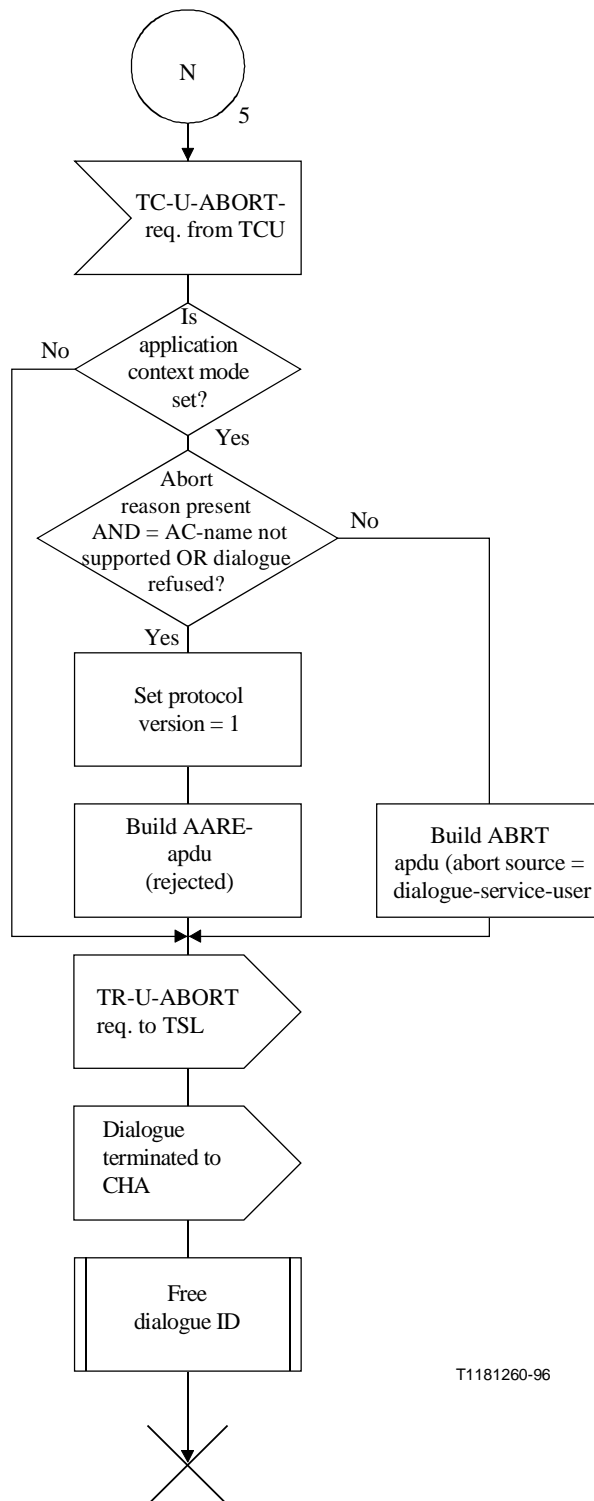 N
5
TC-U-ABORT-
req. from TCU
Is
application
context mode
set?
No
Yes
Abort
reason present
AND = AC-name not
supported OR dialogue
refused?
No
Yes
Set protocol
version = 1
Build AARE-
apdu
(rejected)
Build ABRT
apdu (abort source =
dialogue-service-user
TR-U-ABORT
req. to TSL
Dialogue
terminated to
CHA
Free
dialogue ID
T1181260-96